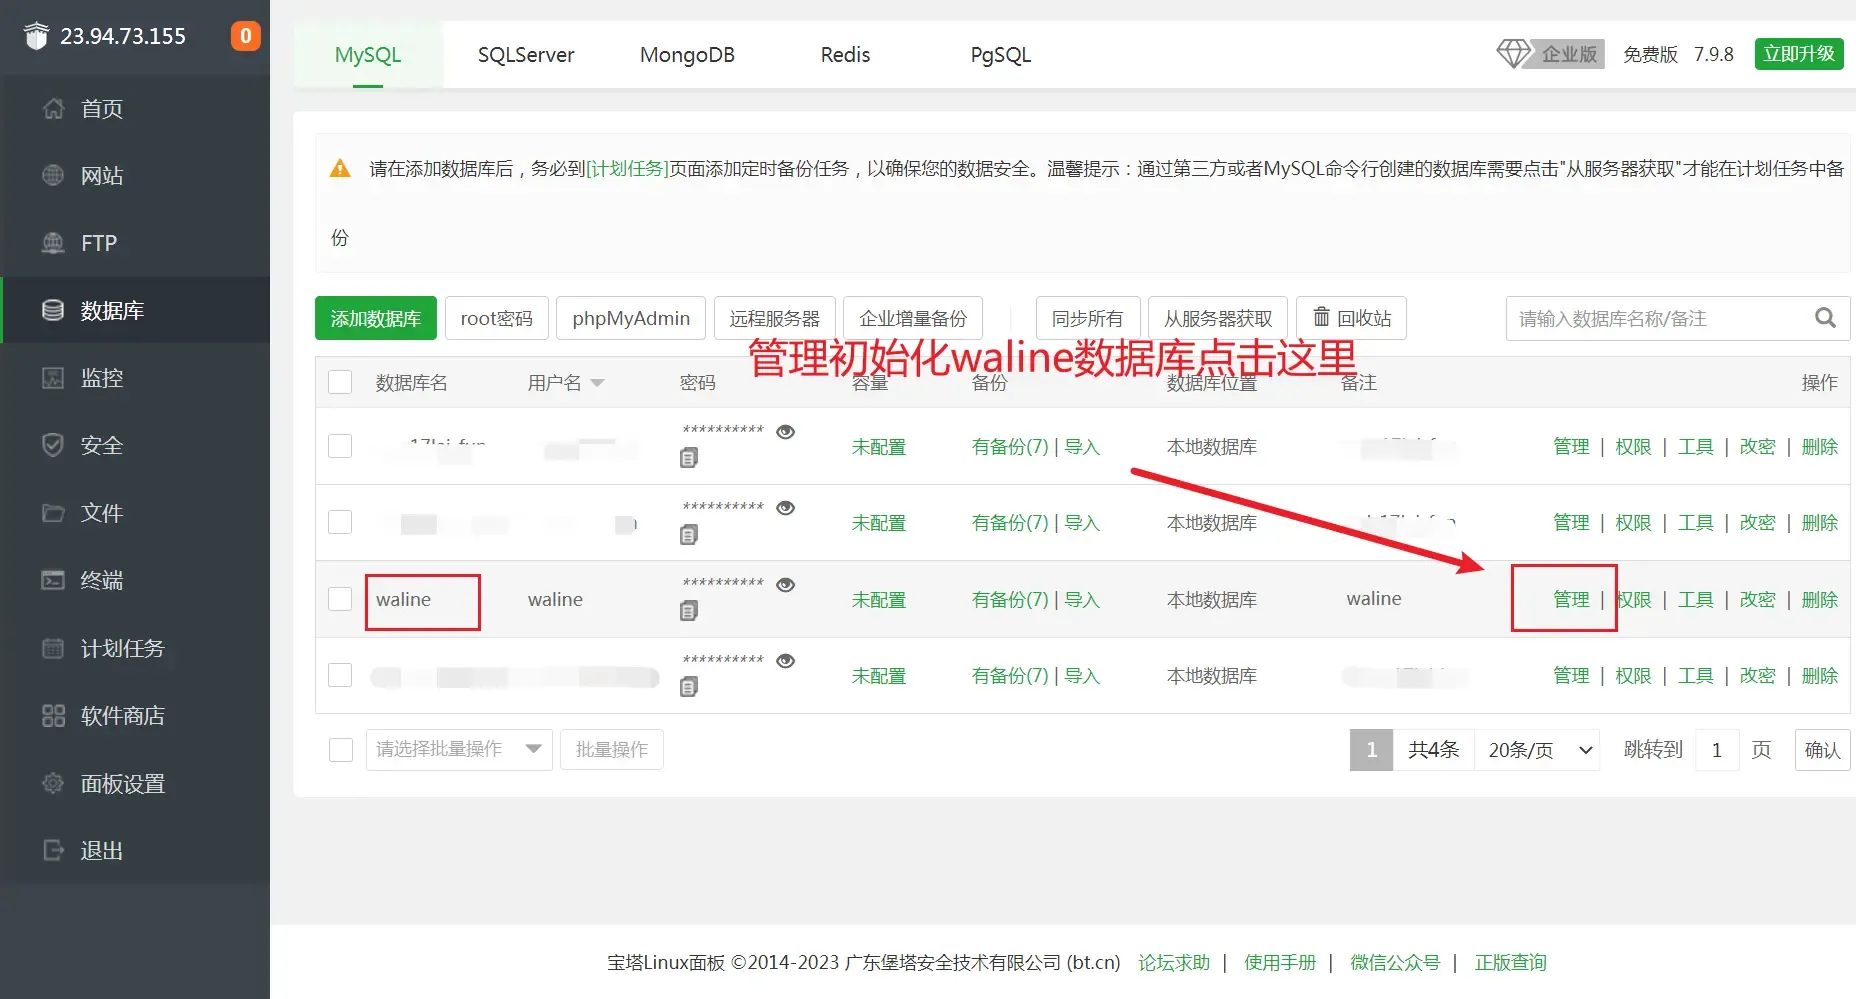 23.94.73.155
0
首页
网站
FTP
数据库
监控
安全
文件
终端
计划任务
软件商店
面板设置
退出
MySQL SQLServer MongoDB Redis PgSQL
企业版 免费版 7.9.8 立即升级
请在添加数据库后，务必到[计划任务]页面添加定时备份任务，以确保您的数据安全。温馨提示：通过第三方或者MySQL命令行创建的数据库需要点击"从服务器获取"才能在计划任务中备
份
添加数据库 root密码 phpMyAdmin 远程服务器 企业增量备份 同步所有 从服务器获取 回收站 请输入数据库名称/备注
管理初始化waline数据库点击这里
数据库名 用户名 密码 容量 备份 数据库位置 备注 操作
********** 未配置 有备份(7) | 导入 本地数据库 管理 | 权限 | 工具 | 改密 | 删除
********** 未配置 有备份(7) | 导入 本地数据库 管理 | 权限 | 工具 | 改密 | 删除
waline waline ********** 未配置 有备份(7) | 导入 本地数据库 waline 管理 | 权限 | 工具 | 改密 | 删除
********** 未配置 有备份(7) | 导入 本地数据库 管理 | 权限 | 工具 | 改密 | 删除
请选择批量操作 批量操作 1 共4条 20条/页 跳转到 1 页 确认
宝塔Linux面板 ©2014-2023 广东堡塔安全技术有限公司 (bt.cn) 论坛求助 | 使用手册 | 微信公众号 | 正版查询